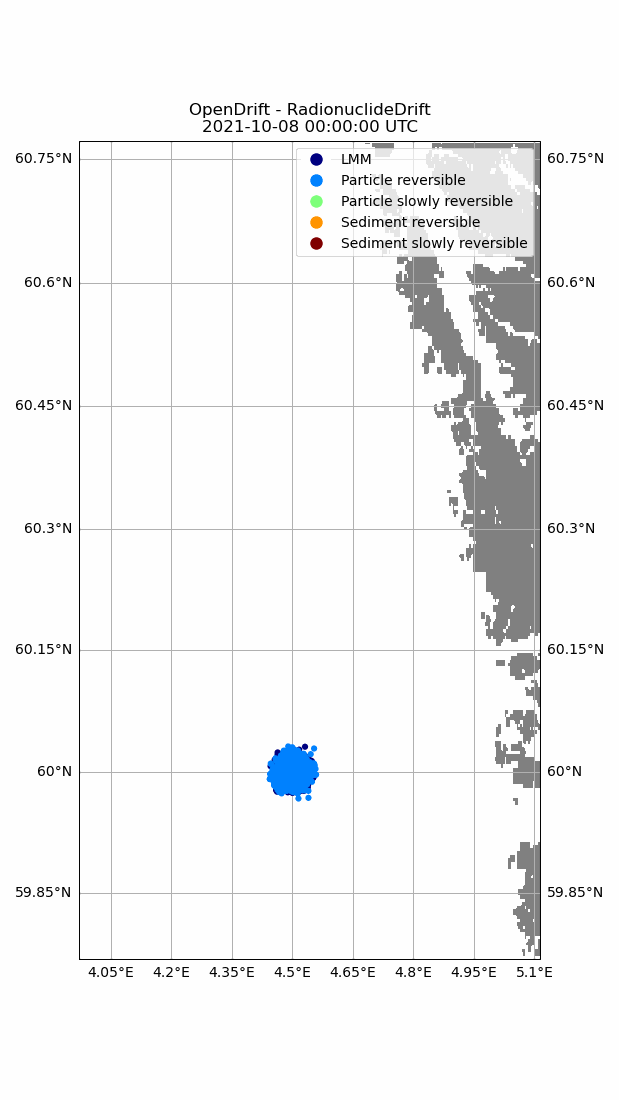 OpenDrift - RadionuclideDrift
2021-10-08 00:00:00 UTC
LMM
Particle reversible
Particle slowly reversible
Sediment reversible
Sediment slowly reversible
60.75°N 60.75°N
60.6°N 60.6°N
60.45°N 60.45°N
60.3°N 60.3°N
60.15°N 60.15°N
60°N 60°N
59.85°N 59.85°N
4.05°E 4.2°E 4.35°E 4.5°E 4.65°E 4.8°E 4.95°E 5.1°E